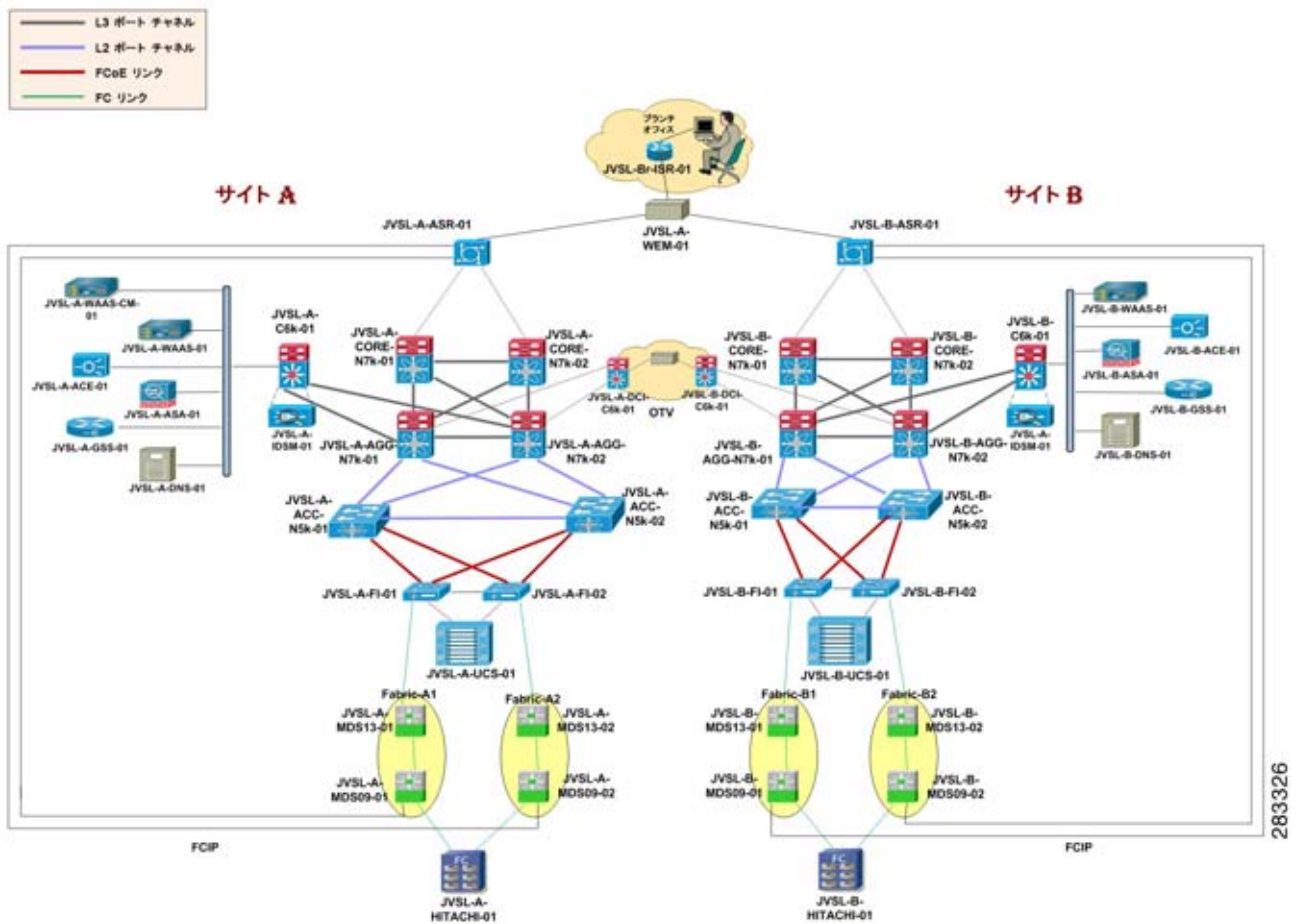 L3 ポート チャネル
L2 ポート チャネル
FCoE リンク
FC リンク
ブランチ
オフィス
JVSL-Br-ISR-01
サイト A
サイト B
JVSL-A-ASR-01
JVSL-A-
WEM-01
JVSL-B-ASR-01
JVSL-A-WAAS-CM-
01
JVSL-A-WAAS-01
JVSL-A-ACE-01
JVSL-A-ASA-01
JVSL-A-GSS-01
JVSL-A-DNS-01
JVSL-A-
C6k-01
JVSL-A-
IDSM-01
JVSL-A-
CORE-
N7k-01
JVSL-A-
CORE-
N7k-02
JVSL-A-DCI-
C6k-01
OTV
JVSL-B-DCI-
C6k-01
JVSL-B-
CORE-
N7k-01
JVSL-B-
CORE-
N7k-02
JVSL-B-
C6k-01
JVSL-A-
IDSM-01
JVSL-B-WAAS-01
JVSL-B-ACE-01
JVSL-B-ASA-01
JVSL-B-GSS-01
JVSL-B-DNS-01
JVSL-A-AGG-
N7k-01
JVSL-A-AGG-
N7k-02
JVSL-B-
AGG-N7k-01
JVSL-B-AGG-
N7k-02
JVSL-A-
ACC-
N5k-01
JVSL-A-
ACC-
N5k-02
JVSL-B-
ACC-
N5k-01
JVSL-B-
ACC-
N5k-02
JVSL-A-FI-01
JVSL-A-FI-02
JVSL-B-FI-01
JVSL-B-FI-02
JVSL-A-UCS-01
JVSL-B-UCS-01
Fabric-A1
Fabric-A2
Fabric-B1
Fabric-B2
JVSL-A-
MDS13-01
JVSL-A-
MDS13-02
JVSL-B-
MDS13-01
JVSL-B-
MDS13-02
JVSL-A-
MDS09-01
JVSL-A-
MDS09-02
JVSL-B-
MDS09-01
JVSL-B-
MDS09-02
FCIP
FCIP
FC
JVSL-A-
HITACHI-01
FC
JVSL-B-
HITACHI-01
283326